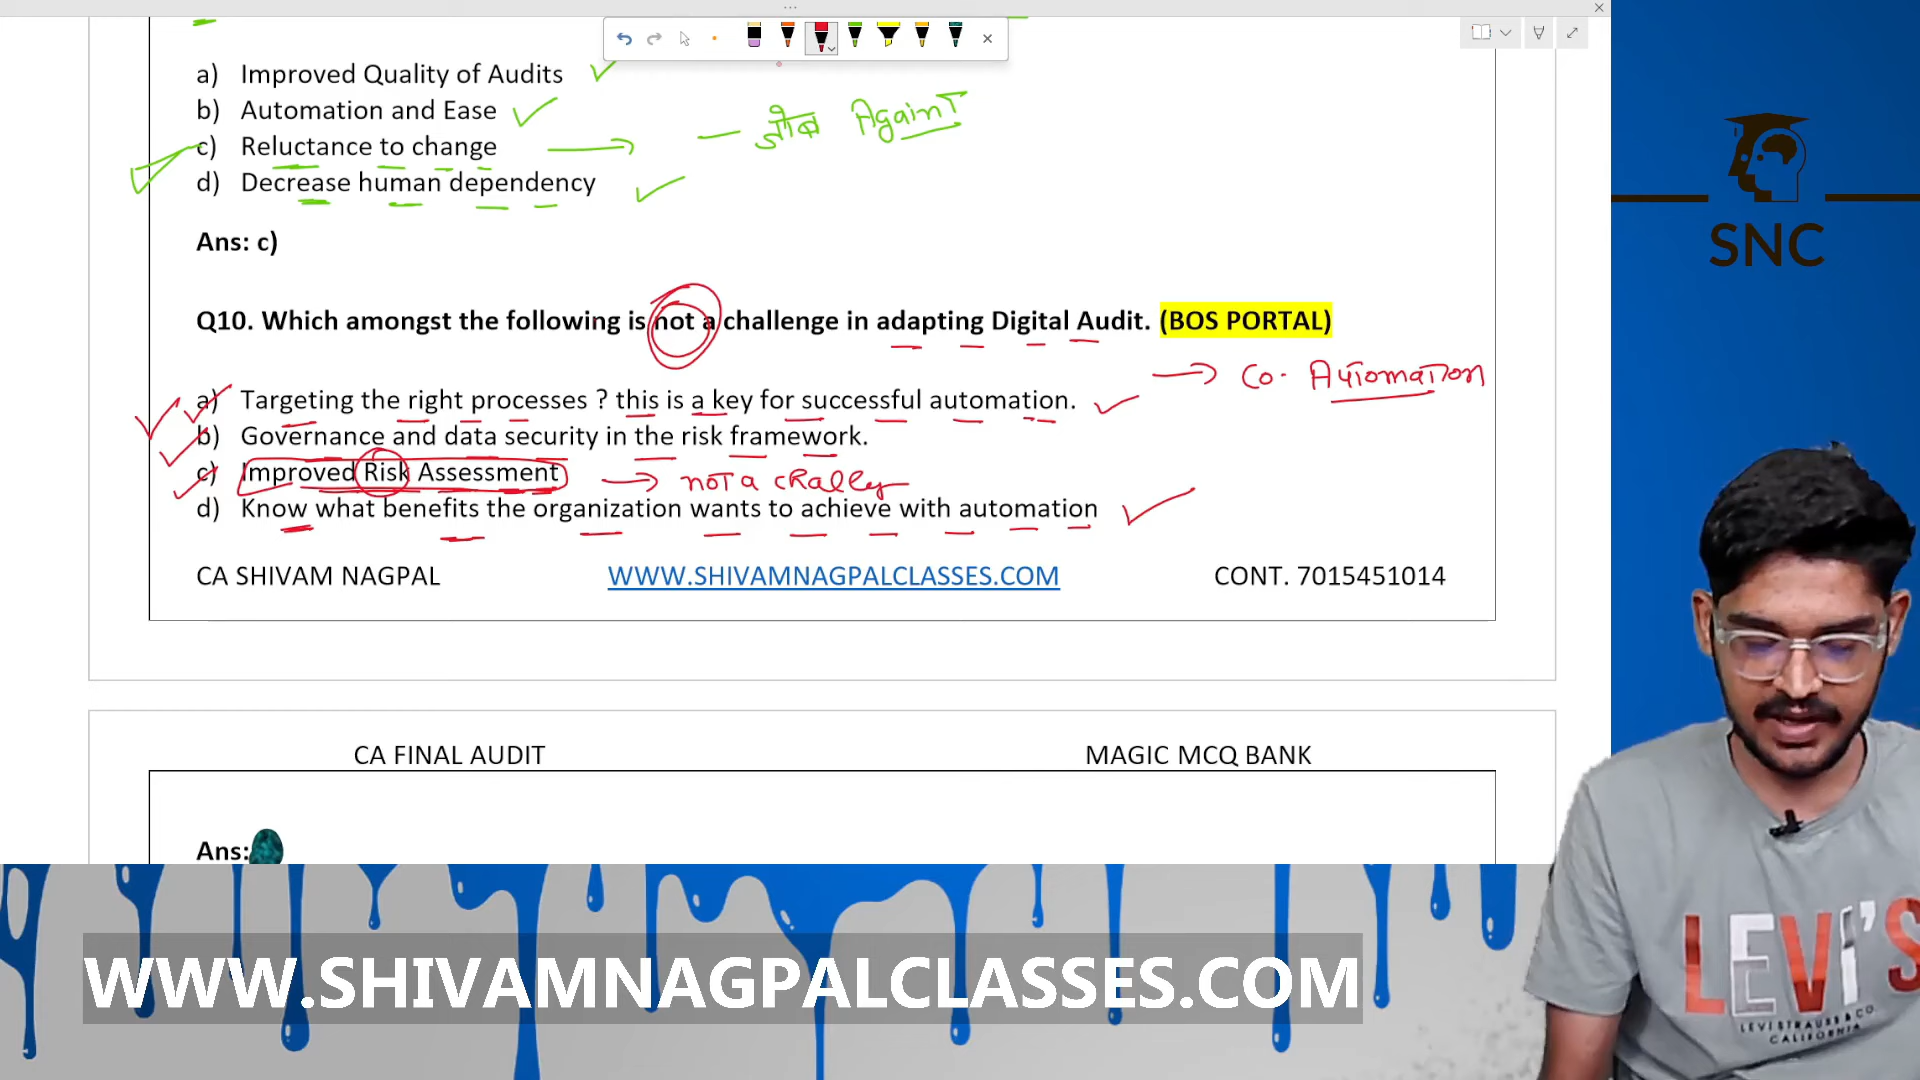 a) Improved Quality of Audits
b) Automation and Ease
c) Reluctance to change
d) Decrease human dependency
Ans: c)
SNC
Q10. Which amongst the following is not a challenge in adapting Digital Audit. (BOS PORTAL)
Co. Automation
a) Targeting the right processes ? this is a key for successful automation.
b) Governance and data security in the risk framework.
c) Improved Risk Assessment
not a
d) Know what benefits the organization wants to achieve with automation
CA SHIVAM NAGPAL WWW.SHIVAMNAGPALCLASSES.COM CONT. 7015451014
CA FINAL AUDIT MAGIC MCQ BANK
Ans:
LEVI'S
LEVI STRAUSS & CO.
CALIFORNIA
WWW.SHIVAMNAGPALCLASSES.COM